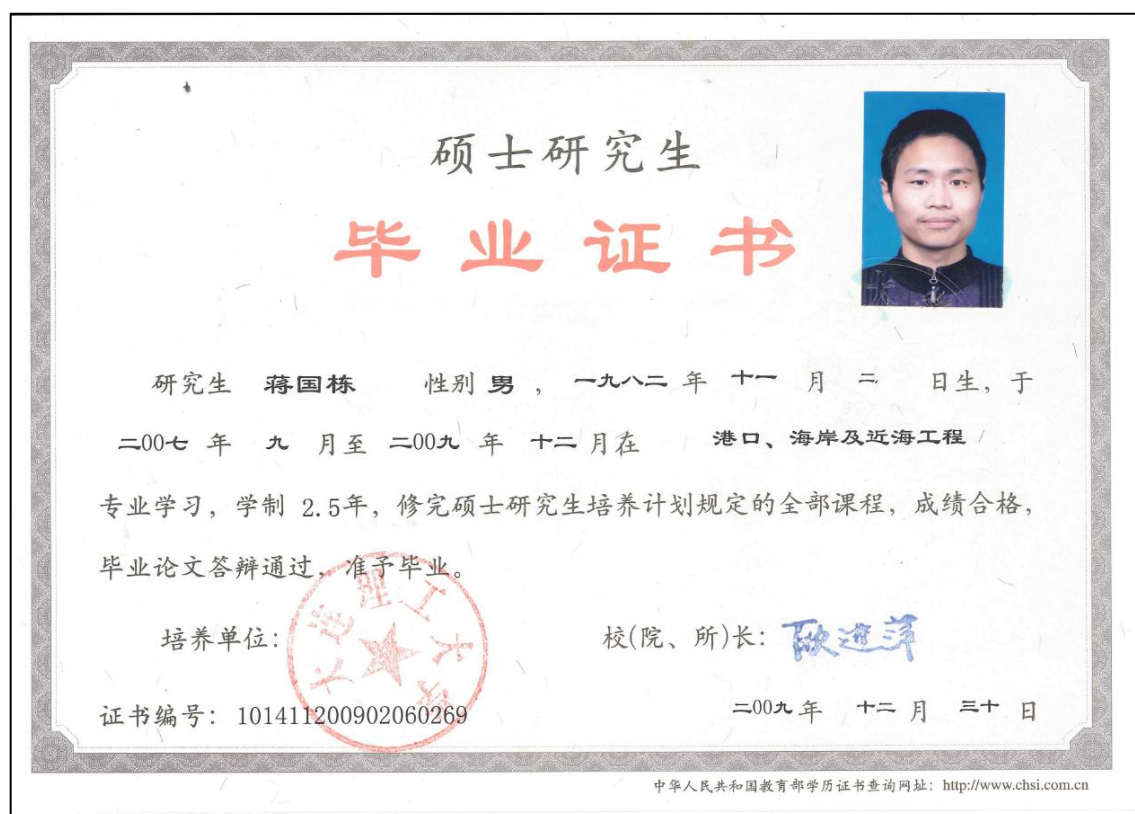 硕士研究生
毕业证书
研究生 蒋国栋 性别 男 , 一九八二 年 十一 月 二 日生, 于
二00七 年 九 月至 二00九 年 十二 月在 港口、海岸及近海工程
专业学习, 学制 2.5年, 修完硕士研究生培养计划规定的全部课程, 成绩合格,
毕业论文答辩通过, 准予毕业。
大连理工大学
培养单位:
校(院、所)长: 欧进萍
证书编号: 101411200902060269
二00九 年 十二 月 三十 日
中华人民共和国教育部学历证书查询网址: http://www.chsi.com.cn